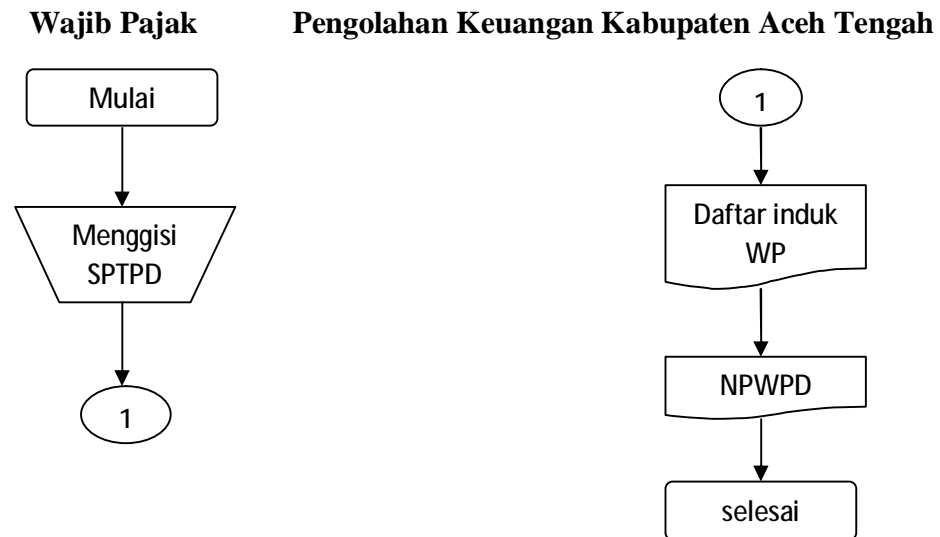 Wajib Pajak
Pengolahan Keuangan Kabupaten Aceh Tengah
Mulai
Menggisi
SPTPD
1
1
Daftar induk
WP
NPWPD
selesai